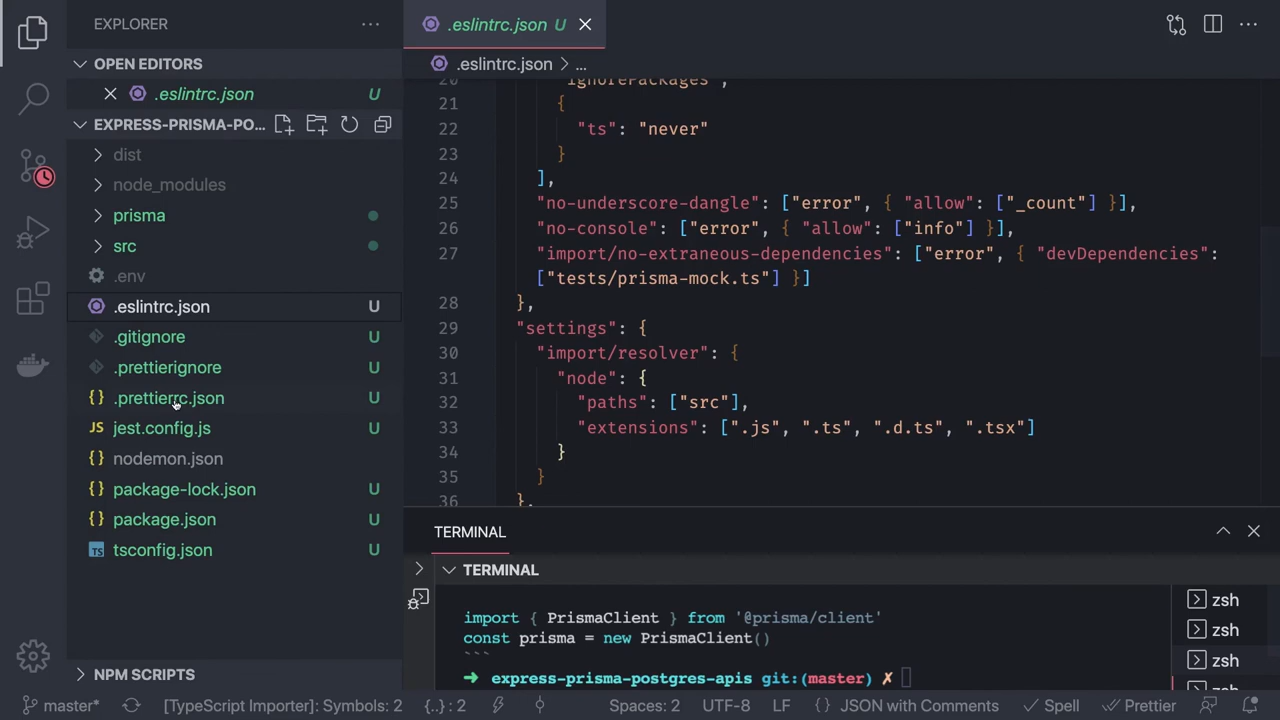 EXPLORER
OPEN EDITORS
.eslintrc.json U
EXPRESS-PRISMA-PO...
dist
node_modules
prisma
src
.env
.eslintrc.json U
.gitignore U
.prettierignore U
.prettierrc.json U
JS jest.config.js U
nodemon.json
package-lock.json U
package.json U
TS tsconfig.json U
NPM SCRIPTS
.eslintrc.json U
.eslintrc.json > ...
20 "ignorePackages",
21 {
22 "ts": "never"
23 }
24 ],
25 "no-underscore-dangle": ["error", { "allow": ["_count"] }],
26 "no-console": ["error", { "allow": ["info"] }],
27 "import/no-extraneous-dependencies": ["error", { "devDependencies":
["tests/prisma-mock.ts"] }]
28 },
29 "settings": {
30 "import/resolver": {
31 "node": {
32 "paths": ["src"],
33 "extensions": [".js", ".ts", ".d.ts", ".tsx"]
34 }
35 }
36 },
TERMINAL
TERMINAL
import { PrismaClient } from '@prisma/client'
const prisma = new PrismaClient()
```
➜ express-prisma-postgres-apis git:(master) ✗
zsh
zsh
zsh
zsh
master* [TypeScript Importer]: Symbols: 2 {..}: 2 Spaces: 2 UTF-8 LF {} JSON with Comments Spell Prettier